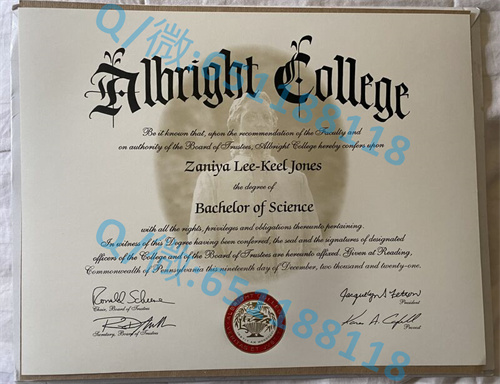 Albright College
Be it known that, upon the recommendation of the Faculty and
on authority of the Board of Trustees, Albright College hereby confers upon
Zaniya Lee-Keel Jones
the degree of
Bachelor of Science
with all the rights, privileges and obligations thereunto pertaining.
In witness of this Degree having been conferred, the seal and the signatures of designated
officers of the College and of the Board of Trustees are hereunto affixed. Given at Reading,
Commonwealth of Pennsylvania this nineteenth day of December, two thousand and twenty-one.
Chair, Board of Trustees
President
Secretary, Board of Trustees
Provost
Q/微:651188118
Q/微:651188118
Q/微:651188118